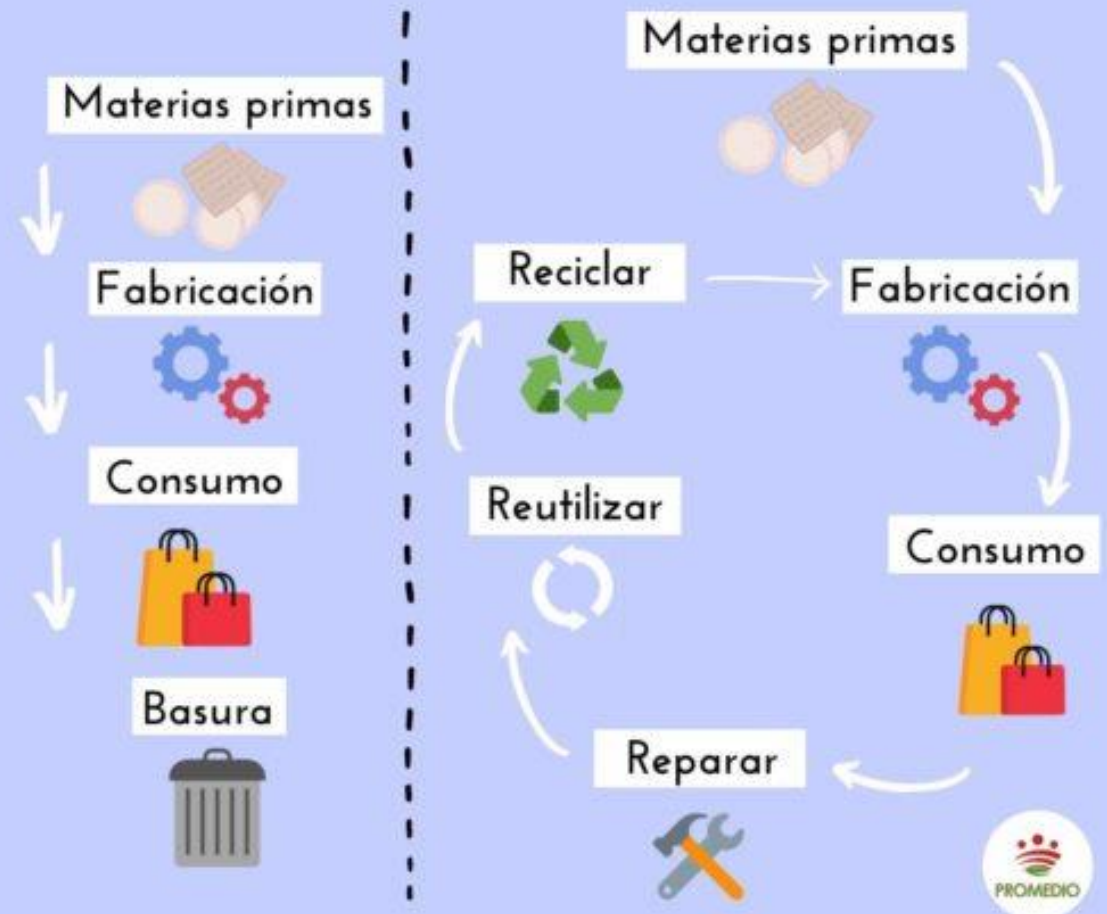 Materias primas
Fabricación
Consumo
Basura
Materias primas
Fabricación
Consumo
Reparar
Reutilizar
Reciclar
PROMEDIO